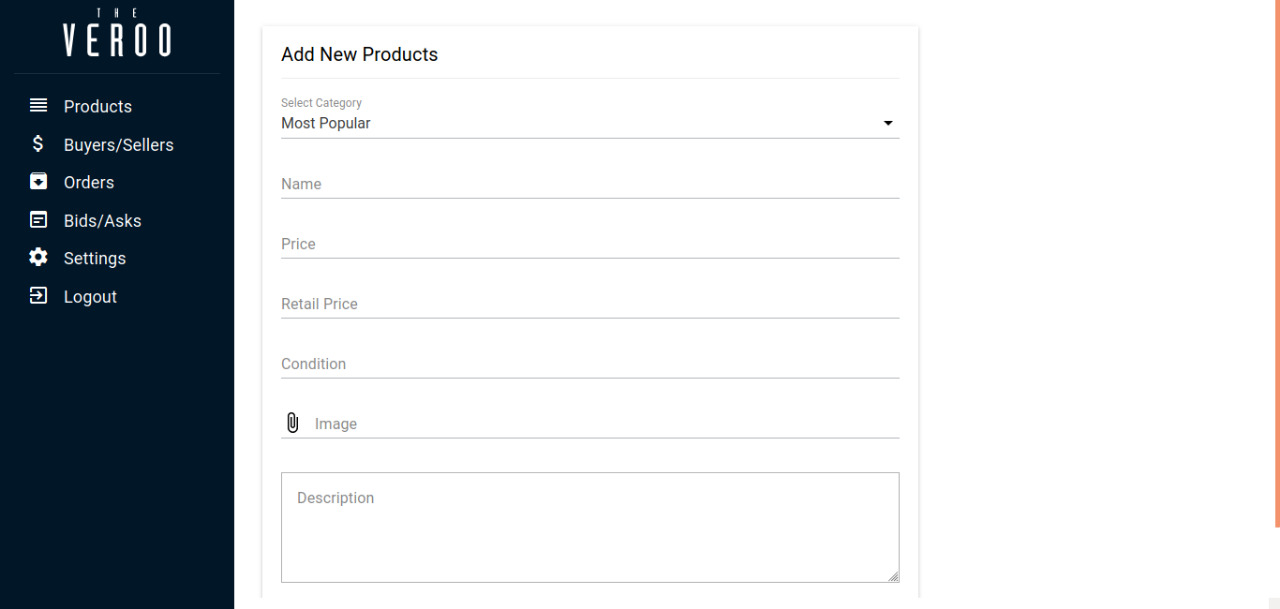 THE
VEROO
Products
Buyers/Sellers
Orders
Bids/Asks
Settings
Logout
Add New Products
Select Category
Most Popular
Name
Price
Retail Price
Condition
Image
Description